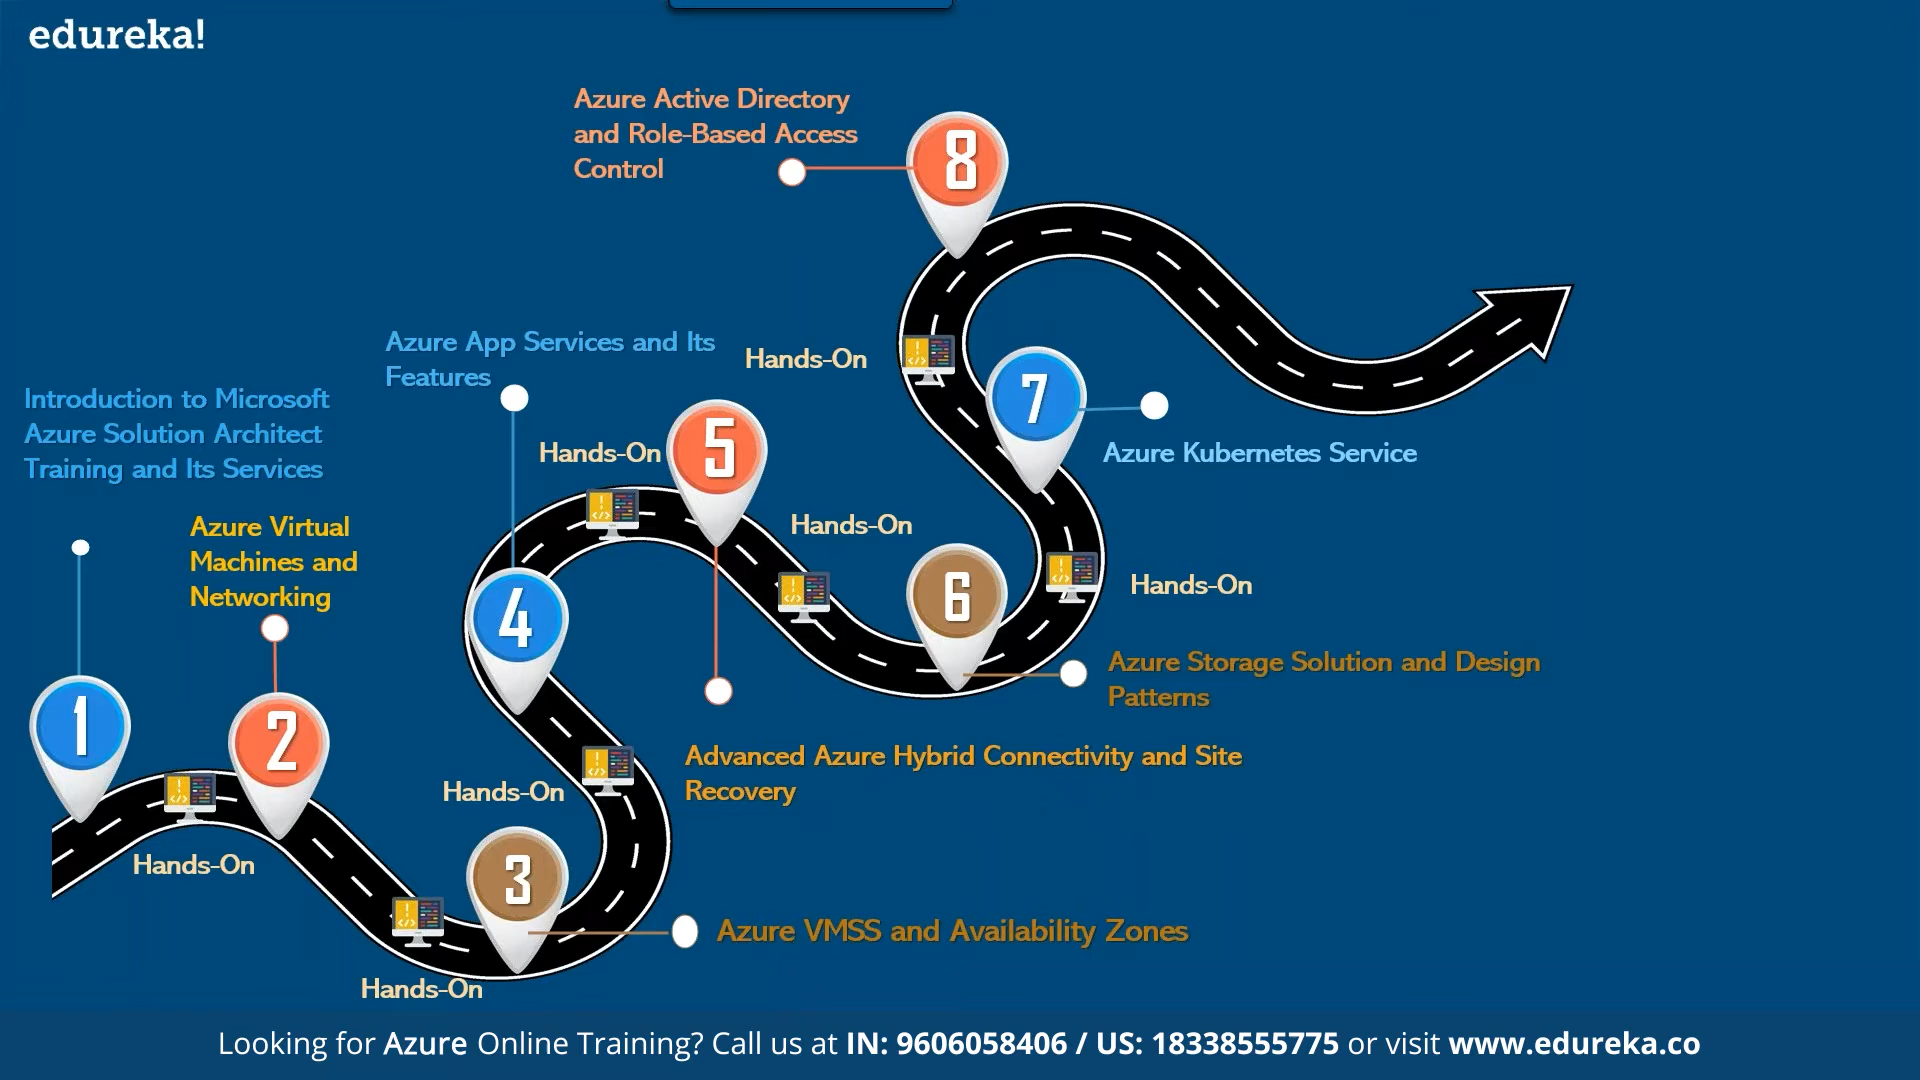 edureka!
Azure Active Directory
and Role-Based Access
Control
8
Azure App Services and Its
Features
Hands-On
7
Azure Kubernetes Service
Introduction to Microsoft
Azure Solution Architect
Training and Its Services
Hands-On
5
Azure Virtual
Machines and
Networking
Hands-On
6
Hands-On
4
Azure Storage Solution and Design
Patterns
1
2
Advanced Azure Hybrid Connectivity and Site
Recovery
Hands-On
Hands-On
3
Azure VMSS and Availability Zones
Hands-On
Looking for Azure Online Training? Call us at IN: 9606058406 / US: 18338555775 or visit www.edureka.co